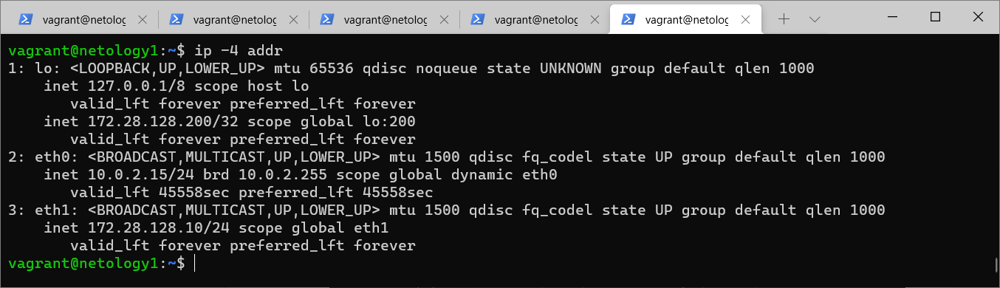 vagrant@netolog vagrant@netolog vagrant@netolog vagrant@netolog vagrant@netolog
vagrant@netology1:~$ ip -4 addr
1: lo: <LOOPBACK,UP,LOWER_UP> mtu 65536 qdisc noqueue state UNKNOWN group default qlen 1000
    inet 127.0.0.1/8 scope host lo
       valid_lft forever preferred_lft forever
    inet 172.28.128.200/32 scope global lo:200
       valid_lft forever preferred_lft forever
2: eth0: <BROADCAST,MULTICAST,UP,LOWER_UP> mtu 1500 qdisc fq_codel state UP group default qlen 1000
    inet 10.0.2.15/24 brd 10.0.2.255 scope global dynamic eth0
       valid_lft 45558sec preferred_lft 45558sec
3: eth1: <BROADCAST,MULTICAST,UP,LOWER_UP> mtu 1500 qdisc fq_codel state UP group default qlen 1000
    inet 172.28.128.10/24 scope global eth1
       valid_lft forever preferred_lft forever
vagrant@netology1:~$